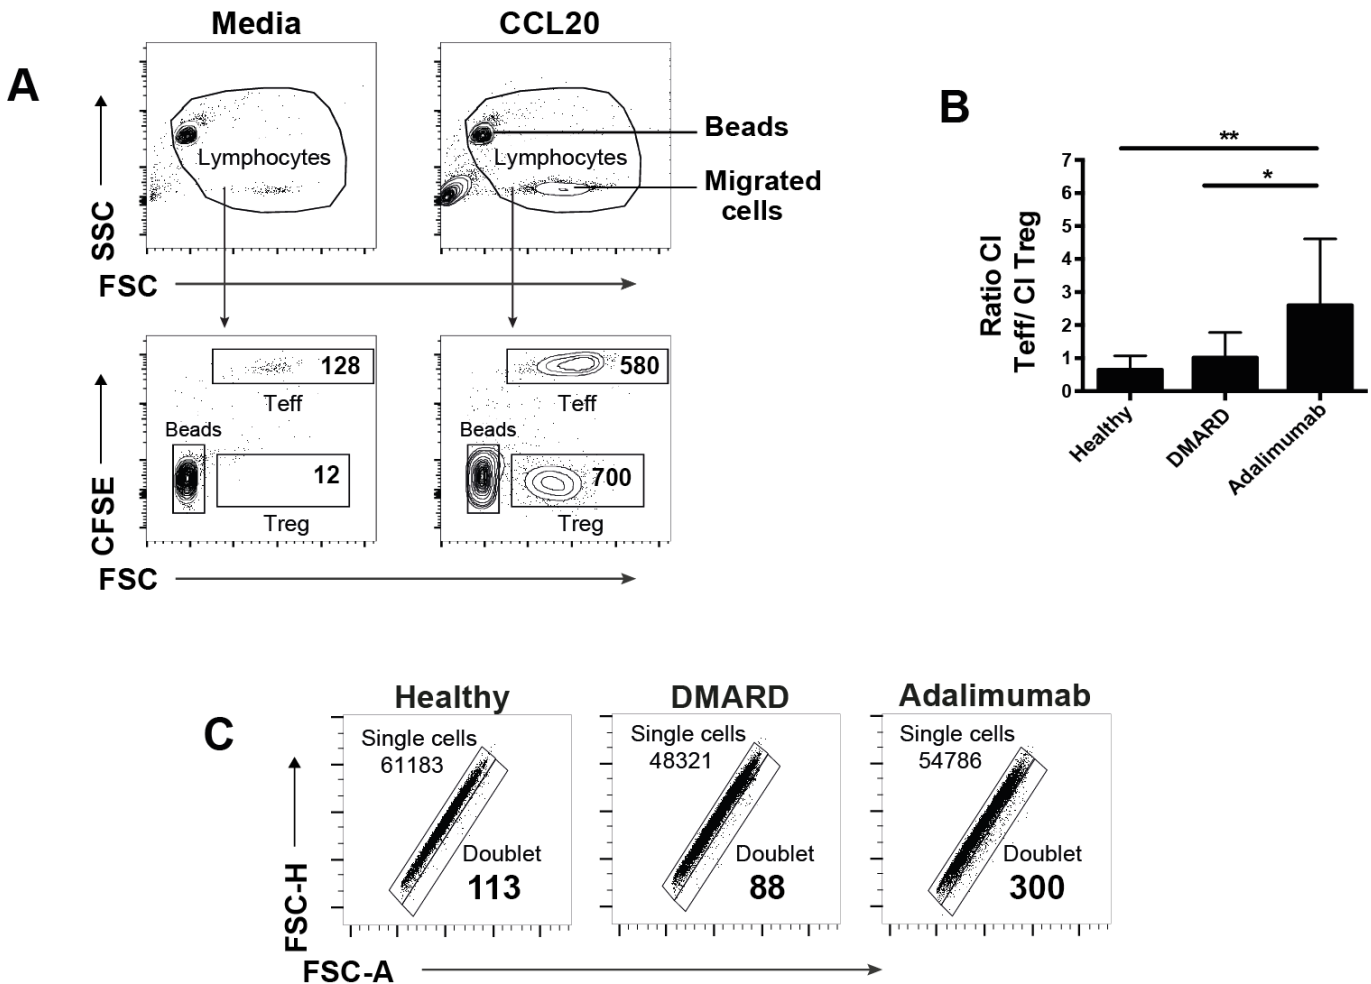 A
Media
CCL20
Lymphocytes
Lymphocytes
Beads
Migrated
cells
SSC
FSC
128
Teff
Beads
12
Treg
580
Teff
Beads
700
Treg
CFSE
FSC
B
**
*
Ratio CI
Teff/ CI Treg
7
6
5
4
3
2
1
0
Healthy
DMARD
Adalimumab
C
Healthy
DMARD
Adalimumab
Single cells
61183
Doublet
113
Single cells
48321
Doublet
88
Single cells
54786
Doublet
300
FSC-H
FSC-A